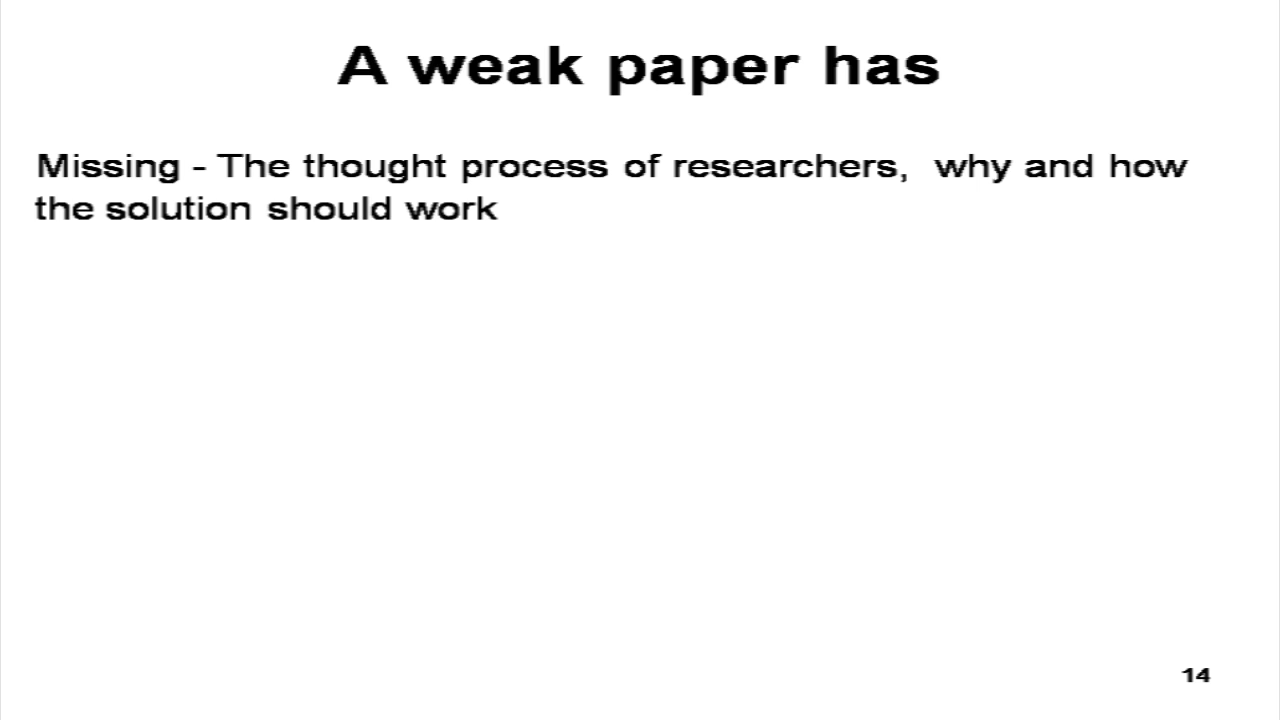 A weak paper has
Missing - The thought process of researchers, why and how
the solution should work
14